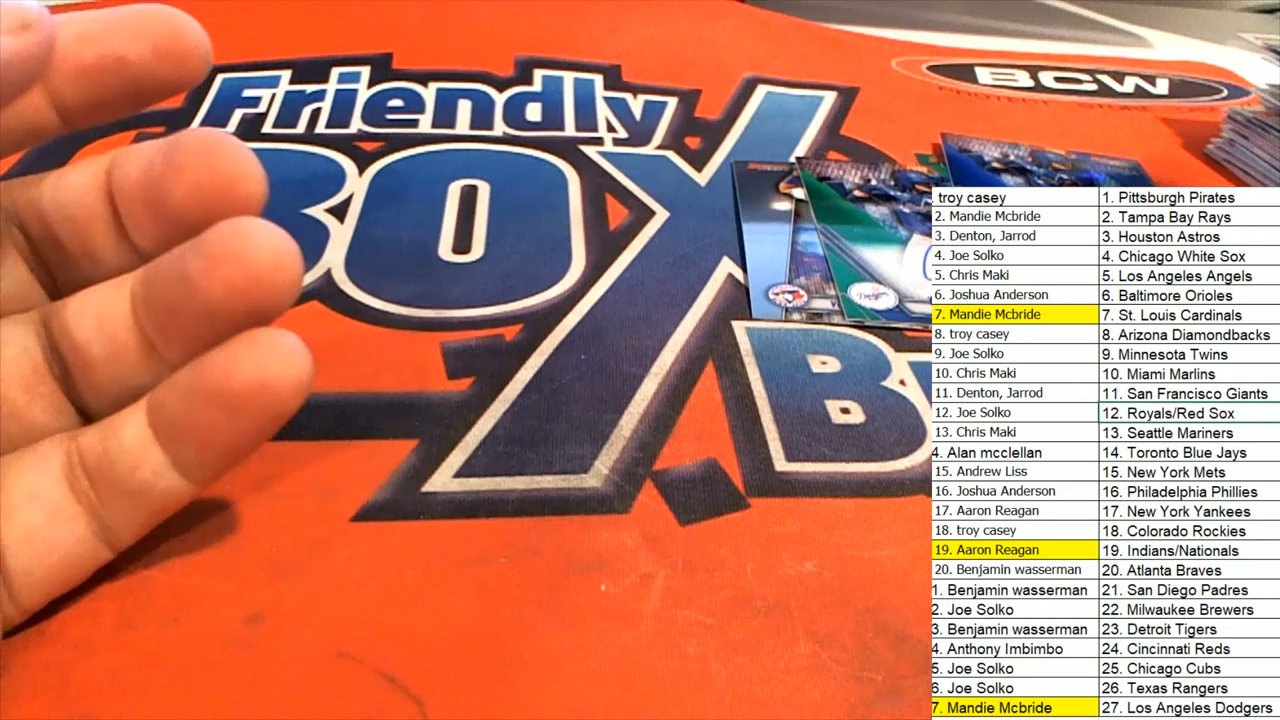 Friendly
BOX
B
BCW
troy casey 1. Pittsburgh Pirates
2. Mandie Mcbride 2. Tampa Bay Rays
3. Denton, Jarrod 3. Houston Astros
4. Joe Solko 4. Chicago White Sox
5. Chris Maki 5. Los Angeles Angels
6. Joshua Anderson 6. Baltimore Orioles
7. Mandie Mcbride 7. St. Louis Cardinals
8. troy casey 8. Arizona Diamondbacks
9. Joe Solko 9. Minnesota Twins
10. Chris Maki 10. Miami Marlins
11. Denton, Jarrod 11. San Francisco Giants
12. Joe Solko 12. Royals/Red Sox
13. Chris Maki 13. Seattle Mariners
4. Alan mcclellan 14. Toronto Blue Jays
15. Andrew Liss 15. New York Mets
16. Joshua Anderson 16. Philadelphia Phillies
17. Aaron Reagan 17. New York Yankees
18. troy casey 18. Colorado Rockies
19. Aaron Reagan 19. Indians/Nationals
20. Benjamin wasserman 20. Atlanta Braves
1. Benjamin wasserman 21. San Diego Padres
2. Joe Solko 22. Milwaukee Brewers
3. Benjamin wasserman 23. Detroit Tigers
4. Anthony Imbimbo 24. Cincinnati Reds
5. Joe Solko 25. Chicago Cubs
6. Joe Solko 26. Texas Rangers
7. Mandie Mcbride 27. Los Angeles Dodgers